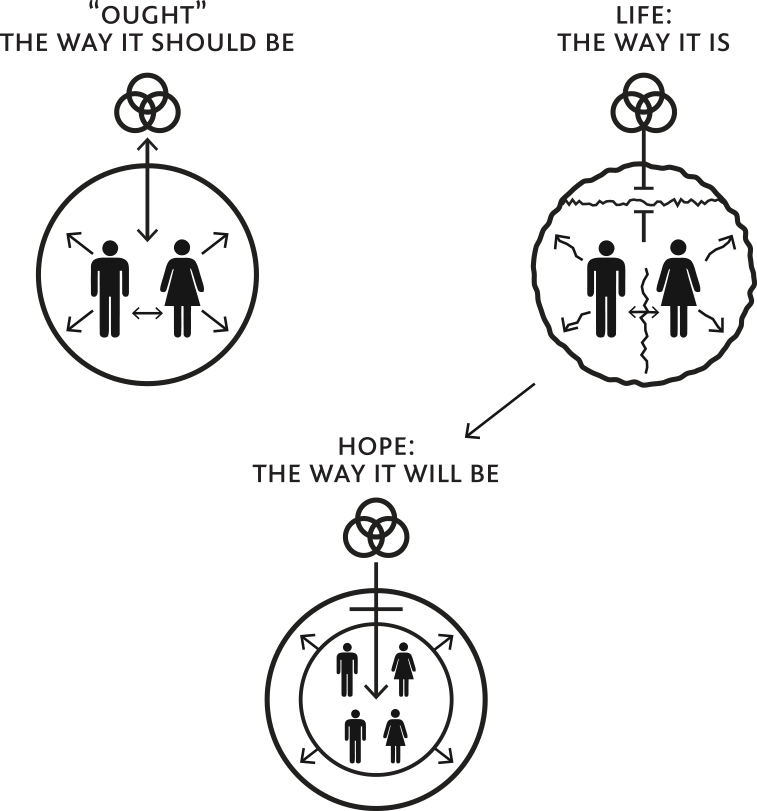 “OUGHT”
THE WAY IT SHOULD BE
LIFE:
THE WAY IT IS
HOPE:
THE WAY IT WILL BE